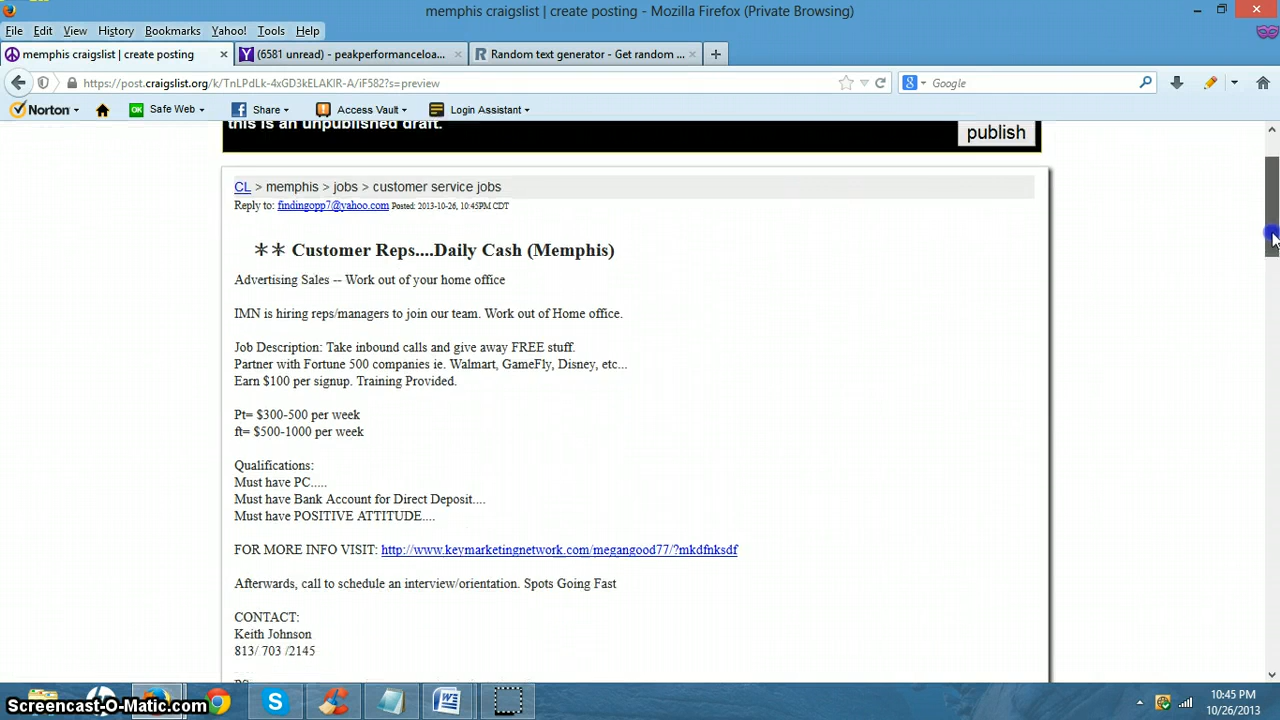 memphis craigslist | create posting - Mozilla Firefox (Private Browsing)
File Edit View History Bookmarks Yahoo! Tools Help
memphis craigslist | create posting × (6581 unread) - peakperformanceloa... × Random text generator - Get random ... × +
https://post.craigslist.org/k/TnLPdLk-4xGD3kELAKlR-A/iF582?s=preview Google
Norton Safe Web Share Access Vault Login Assistant
this is an unpublished draft. publish
CL > memphis > jobs > customer service jobs
Reply to: findingopp7@yahoo.com Posted: 2013-10-26, 10:45PM CDT
** Customer Reps....Daily Cash (Memphis)
Advertising Sales -- Work out of your home office
IMN is hiring reps/managers to join our team. Work out of Home office.
Job Description: Take inbound calls and give away FREE stuff.
Partner with Fortune 500 companies ie. Walmart, GameFly, Disney, etc...
Earn $100 per signup. Training Provided.
Pt= $300-500 per week
ft= $500-1000 per week
Qualifications:
Must have PC.....
Must have Bank Account for Direct Deposit....
Must have POSITIVE ATTITUDE....
FOR MORE INFO VISIT: http://www.keymarketingnetwork.com/megangood77/?mkdfnksdf
Afterwards, call to schedule an interview/orientation. Spots Going Fast
CONTACT:
Keith Johnson
813/ 703 /2145
Screencast-O-Matic.com
10:45 PM
10/26/2013